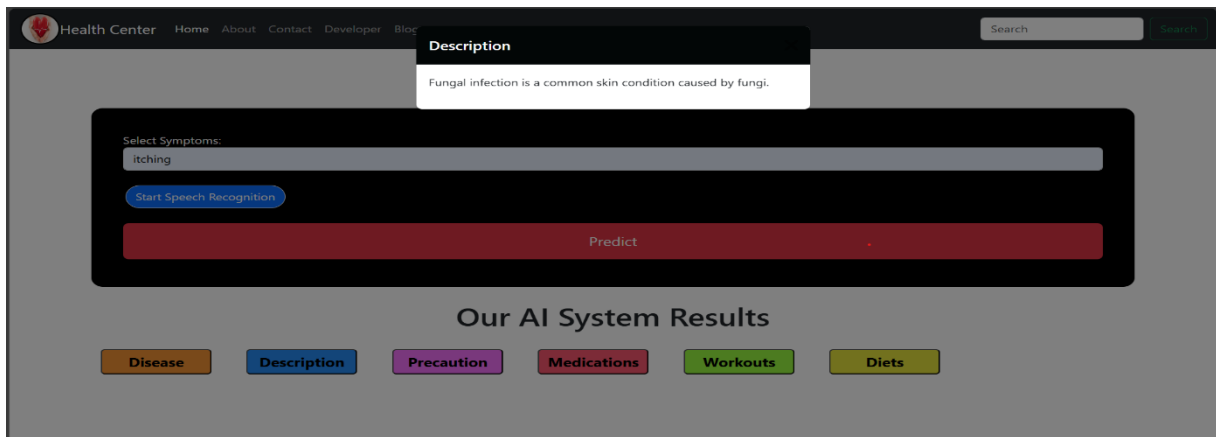 Health Center Home About Contact Developer Blog Search Search
Description
Fungal infection is a common skin condition caused by fungi.
Select Symptoms:
itching
Start Speech Recognition
Predict
Our AI System Results
Disease Description Precaution Medications Workouts Diets